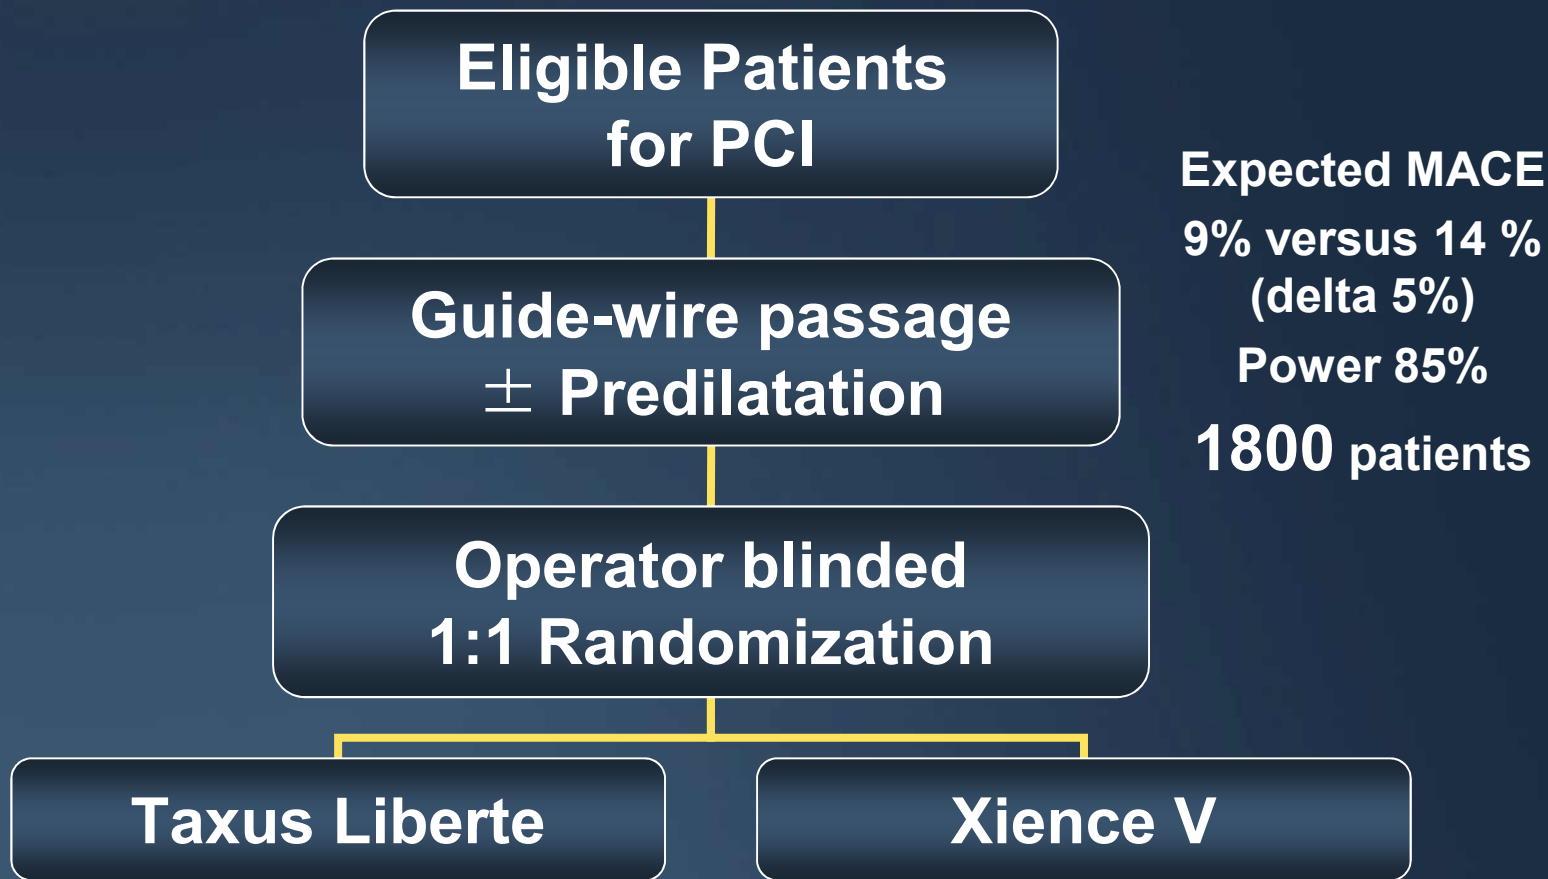 Eligible Patients
for PCI
Expected MACE
9% versus 14 %
(delta 5%)
Power 85%
1800 patients
Guide-wire passage
± Predilatation
Operator blinded
1:1 Randomization
Taxus Liberte
Xience V